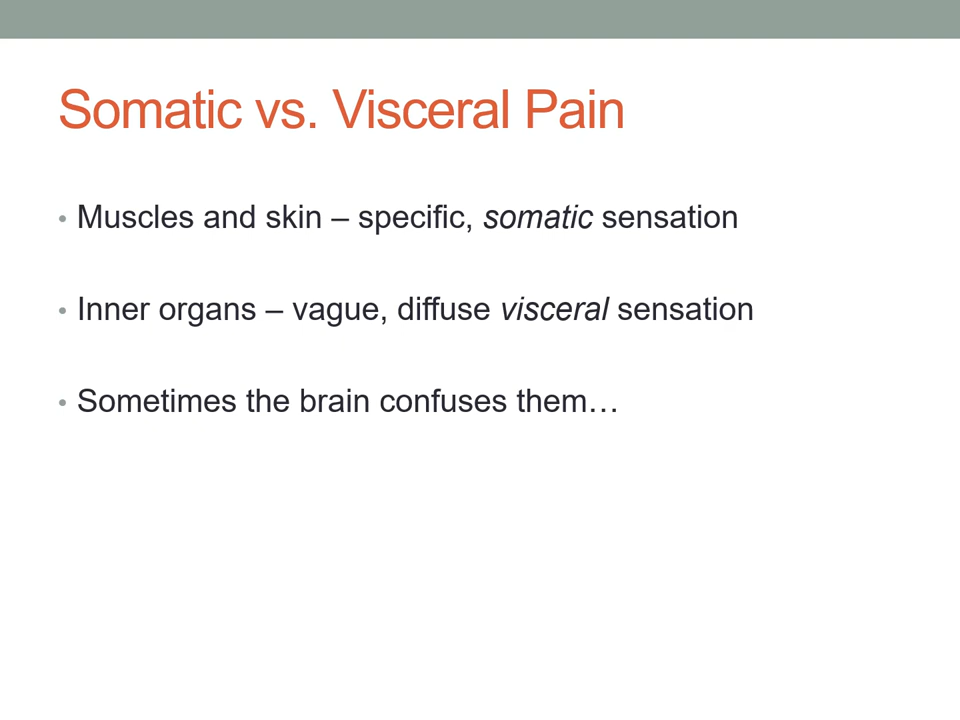 Somatic vs. Visceral Pain
• Muscles and skin – specific, somatic sensation
• Inner organs – vague, diffuse visceral sensation
• Sometimes the brain confuses them…